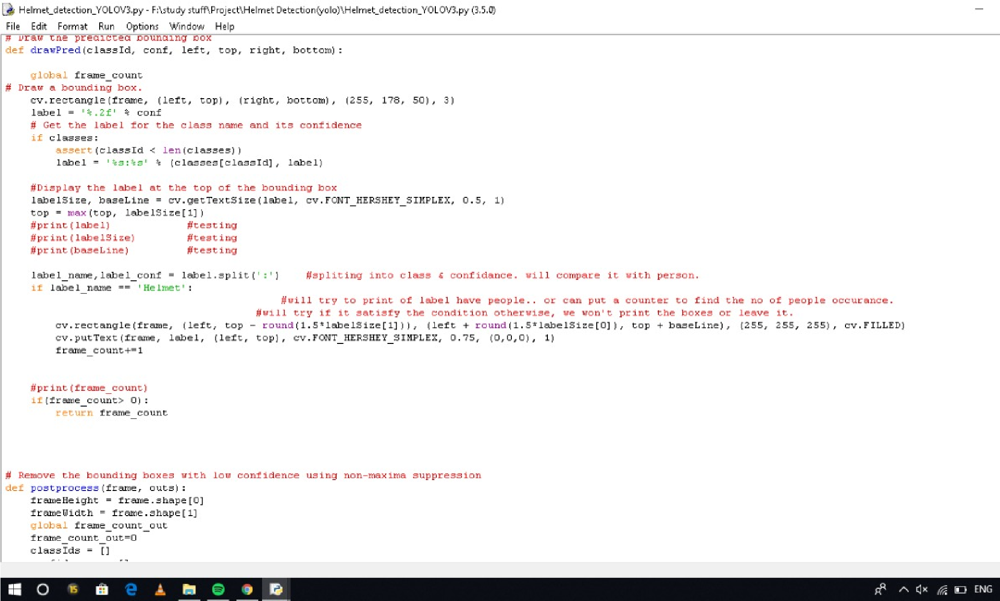 Helmet_detection_YOLOV3.py - F:\study stuff\Project\Helmet Detection(yolo)\Helmet_detection_YOLOV3.py (3.5.0)
File Edit Format Run Options Window Help
# Draw the predicted bounding box
def drawPred(classId, conf, left, top, right, bottom):
    global frame_count
# Draw a bounding box.
    cv.rectangle(frame, (left, top), (right, bottom), (255, 178, 50), 3)
    label = '%.2f' % conf
    # Get the label for the class name and its confidence
    if classes:
        assert(classId < len(classes))
        label = '%s:%s' % (classes[classId], label)
    #Display the label at the top of the bounding box
    labelSize, baseLine = cv.getTextSize(label, cv.FONT_HERSHEY_SIMPLEX, 0.5, 1)
    top = max(top, labelSize[1])
    #print(label)            #testing
    #print(labelSize)        #testing
    #print(baseLine)         #testing
    label_name,label_conf = label.split(':')    #spliting into class & confidance. will compare it with person.
    if label_name == 'Helmet':
                                            #will try to print of label have people.. or can put a counter to find the no of people occurance.
                                        #will try if it satisfy the condition otherwise, we won't print the boxes or leave it.
        cv.rectangle(frame, (left, top - round(1.5*labelSize[1])), (left + round(1.5*labelSize[0]), top + baseLine), (255, 255, 255), cv.FILLED)
        cv.putText(frame, label, (left, top), cv.FONT_HERSHEY_SIMPLEX, 0.75, (0,0,0), 1)
        frame_count+=1
    #print(frame_count)
    if(frame_count> 0):
        return frame_count
# Remove the bounding boxes with low confidence using non-maxima suppression
def postprocess(frame, outs):
    frameHeight = frame.shape[0]
    frameWidth = frame.shape[1]
    global frame_count_out
    frame_count_out=0
    classIds = []
15
ENG